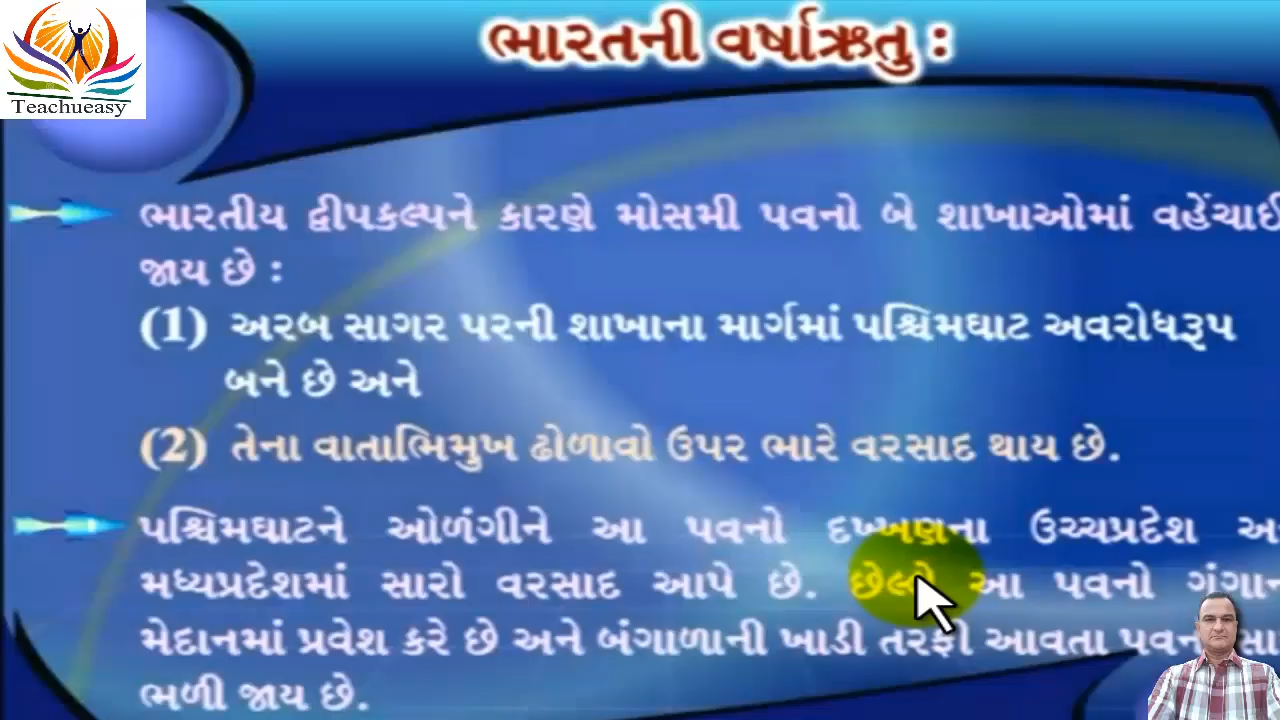 Teachueasy
ભારતની વર્ષાઋતુ :
ભારતીય દ્વીપકલ્પને કારણે મોસમી પવનો બે શાખાઓમાં વહેંચાઈ
જાય છે :
(1) અરબ સાગર પરની શાખાના માર્ગમાં પશ્ચિમઘાટ અવરોધરૂપ
બને છે અને
(2) તેના વાતાભિમુખ ઢોળાવો ઉપર ભારે વરસાદ થાય છે.
પશ્ચિમઘાટને ઓળંગીને આ પવનો દખ્ખણના ઉચ્ચપ્રદેશ
મધ્યપ્રદેશમાં સારો વરસાદ આપે છે. આ પવનો
મેદાનમાં પ્રવેશ કરે છે અને બંગાળાની ખાડી તરફી આવતા
ભળી જાય છે.